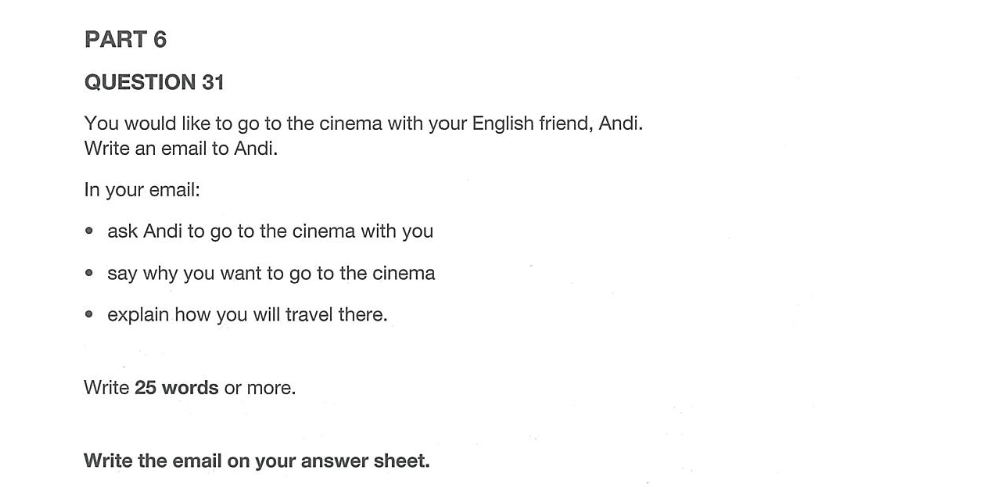 PART 6
QUESTION 31
You would like to go to the cinema with your English friend, Andi.
Write an email to Andi.
In your email:
• ask Andi to go to the cinema with you
• say why you want to go to the cinema
• explain how you will travel there.
Write 25 words or more.
Write the email on your answer sheet.